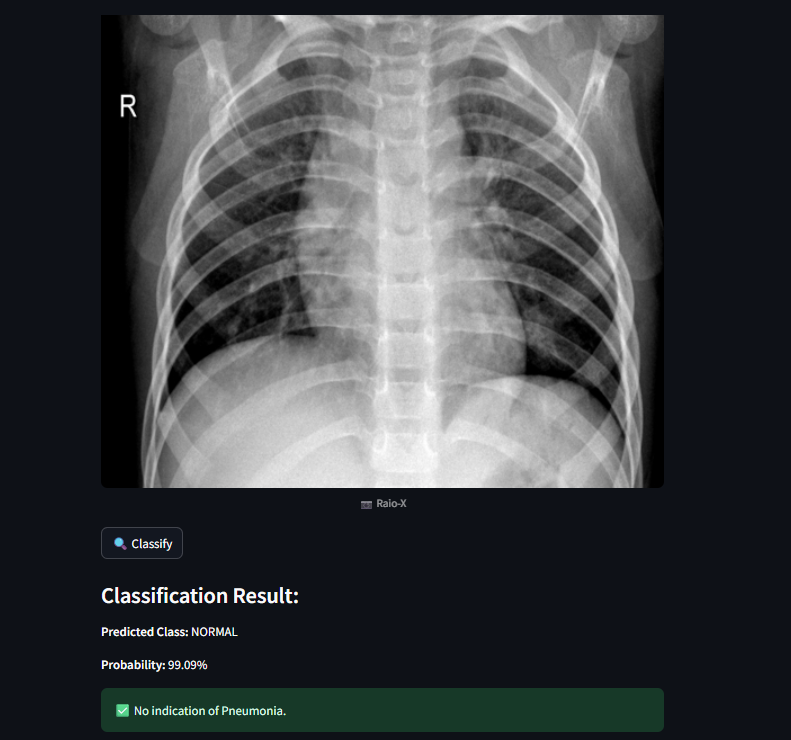 R
Raio-X
Classify
Classification Result:
Predicted Class: NORMAL
Probability: 99.09%
No indication of Pneumonia.